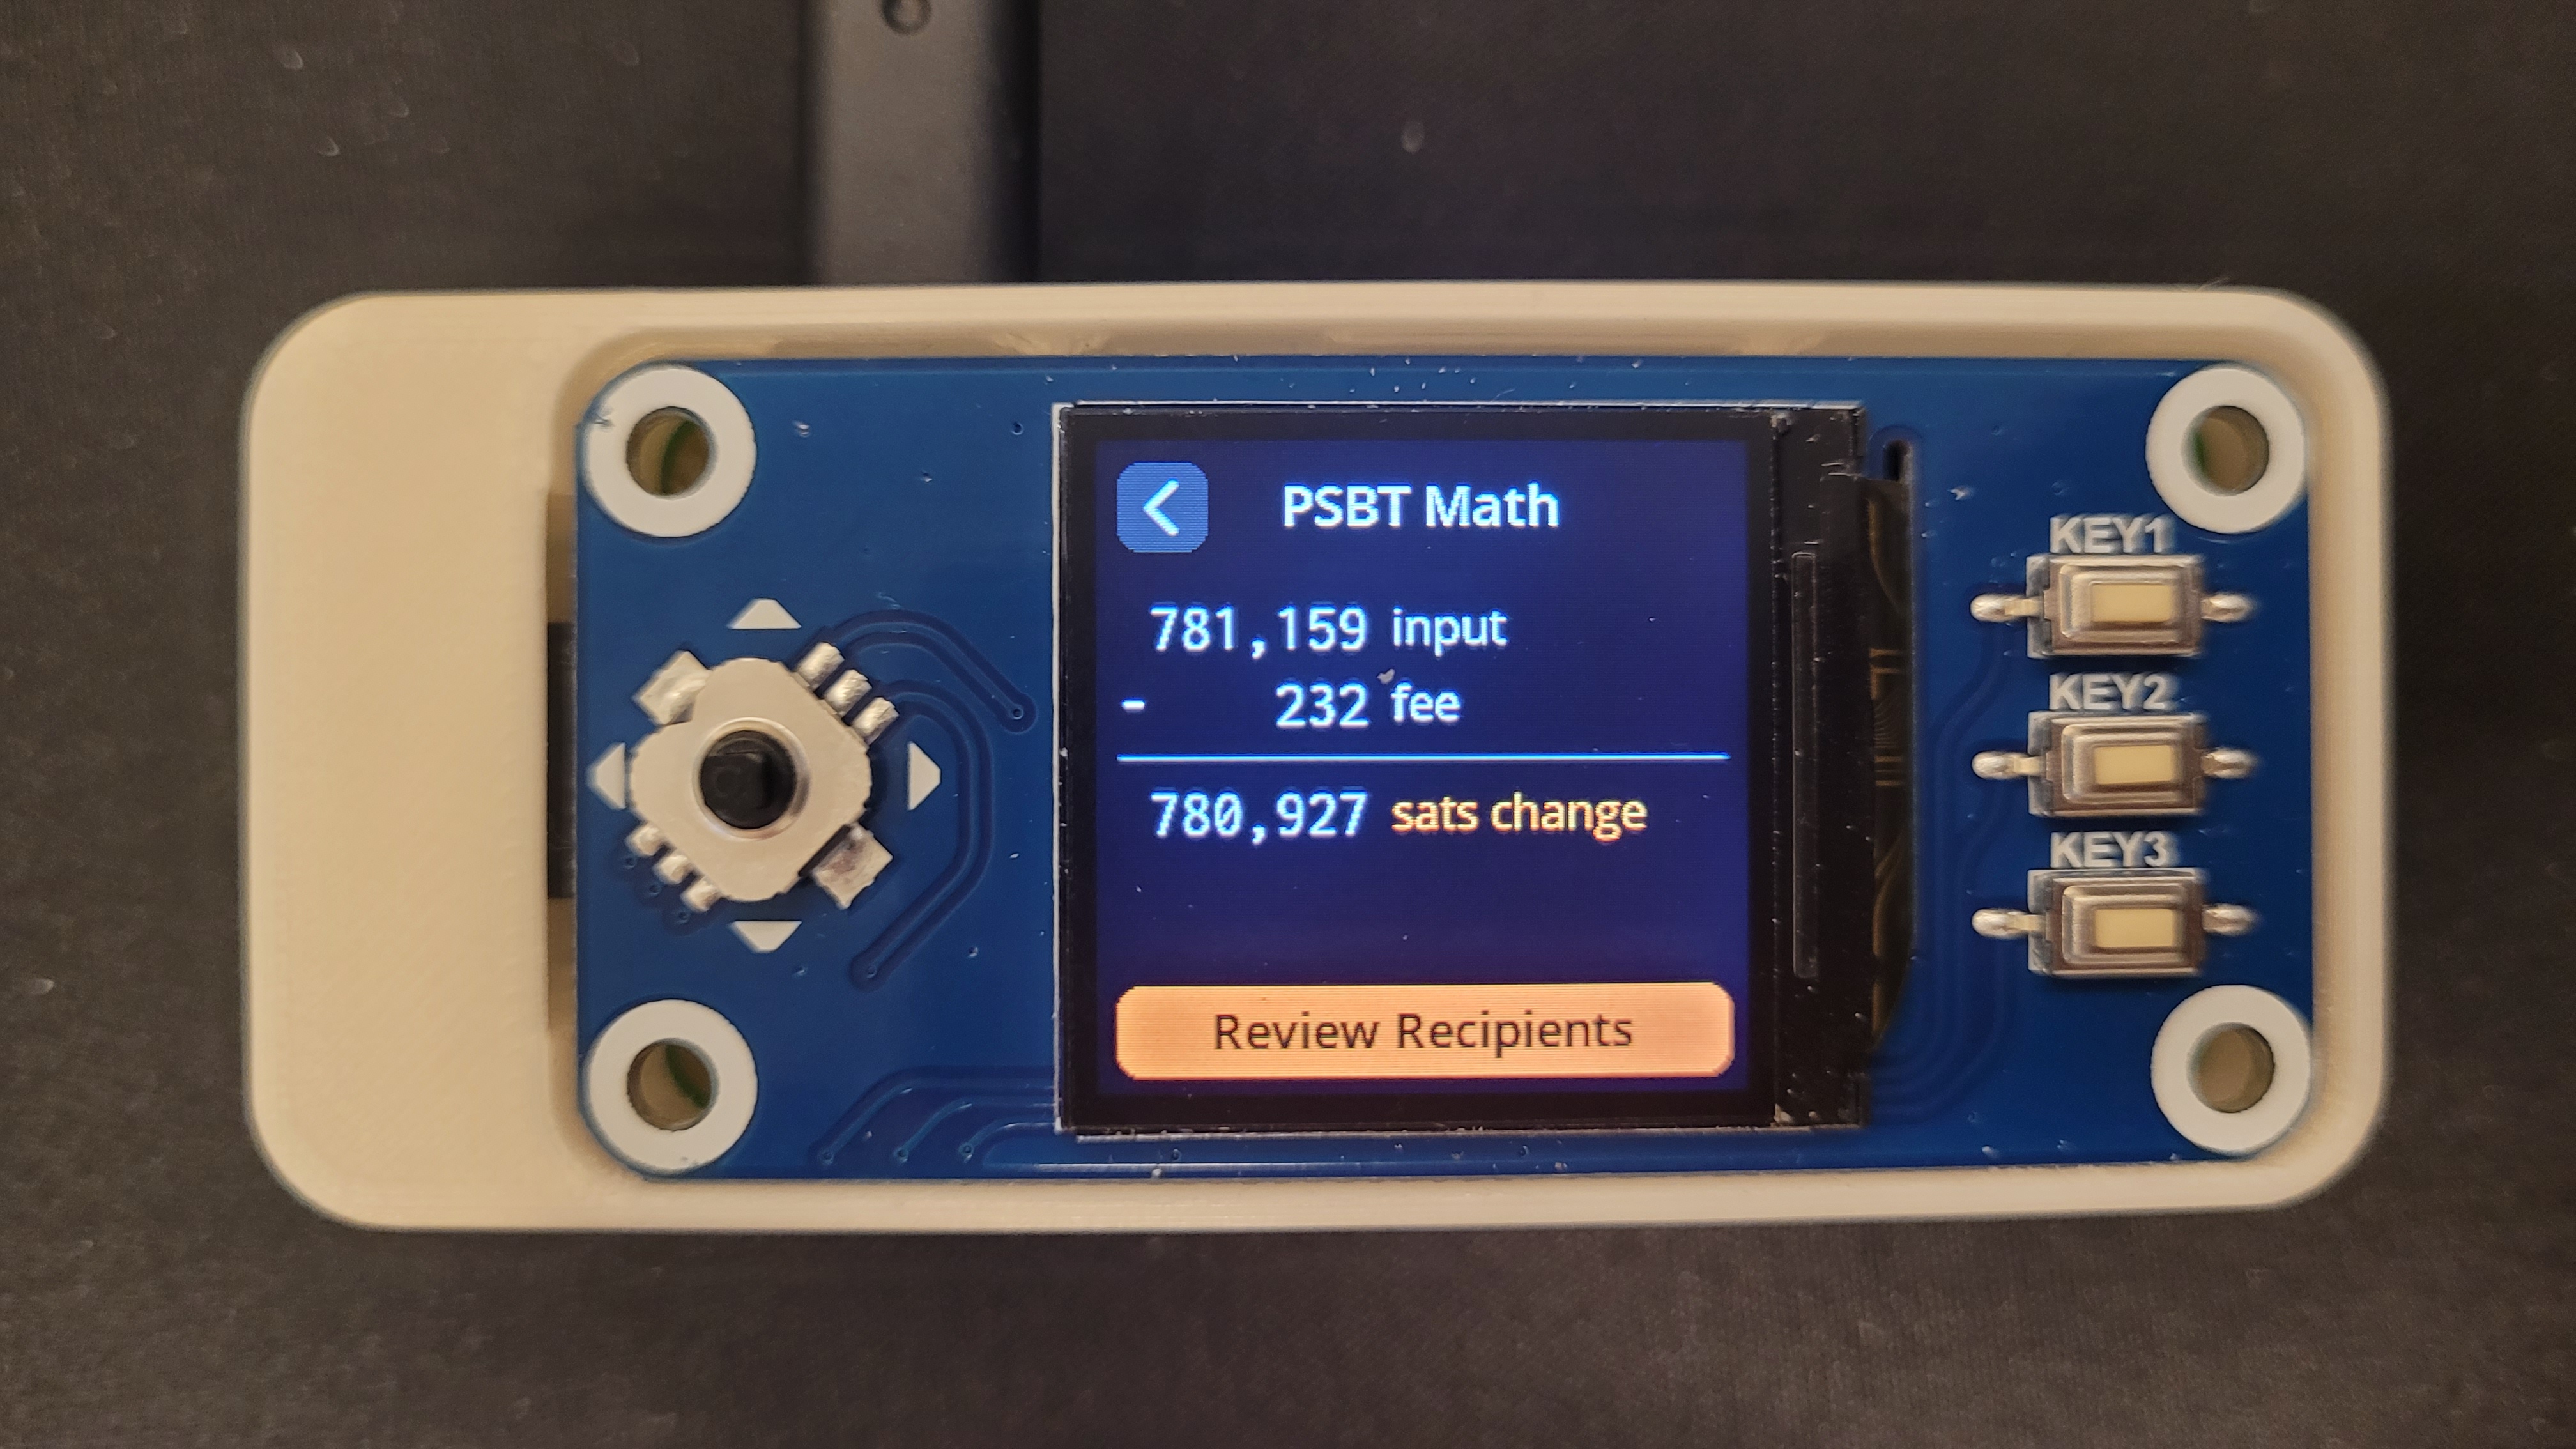 PSBT Math
781,159 input
- 232 fee
780,927 sats change
Review Recipients
KEY1
KEY2
KEY3